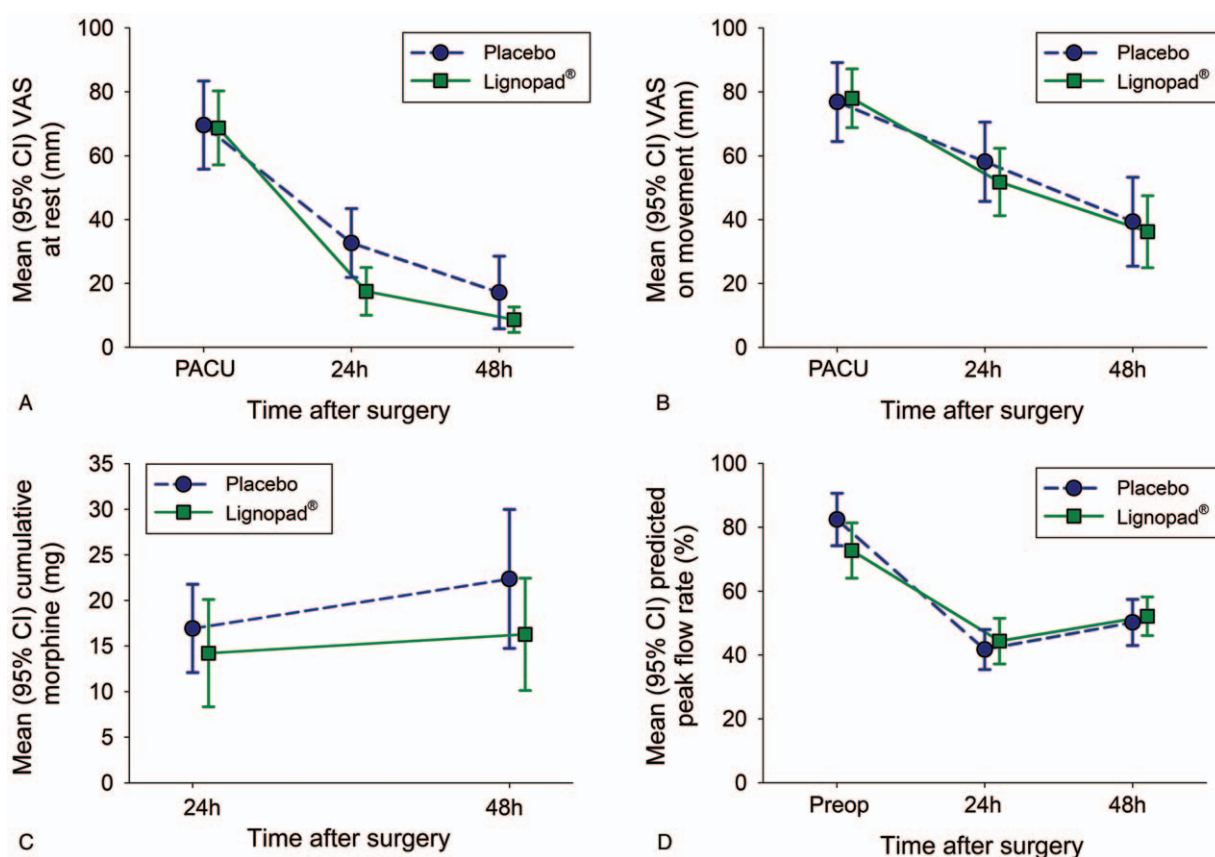 Mean (95% CI) VAS
at rest (mm)
100
80
60
40
20
0
Placebo
Lignopad®
PACU
24h
48h
Time after surgery
A
Mean (95% CI) VAS
on movement (mm)
100
80
60
40
20
0
Placebo
Lignopad®
PACU
24h
48h
Time after surgery
B
Mean (95% CI) cumulative
morphine (mg)
35
30
25
20
15
10
5
0
Placebo
Lignopad®
24h
48h
Time after surgery
C
Mean (95% CI) predicted
peak flow rate (%)
100
80
60
40
20
0
Placebo
Lignopad®
Preop
24h
48h
Time after surgery
D